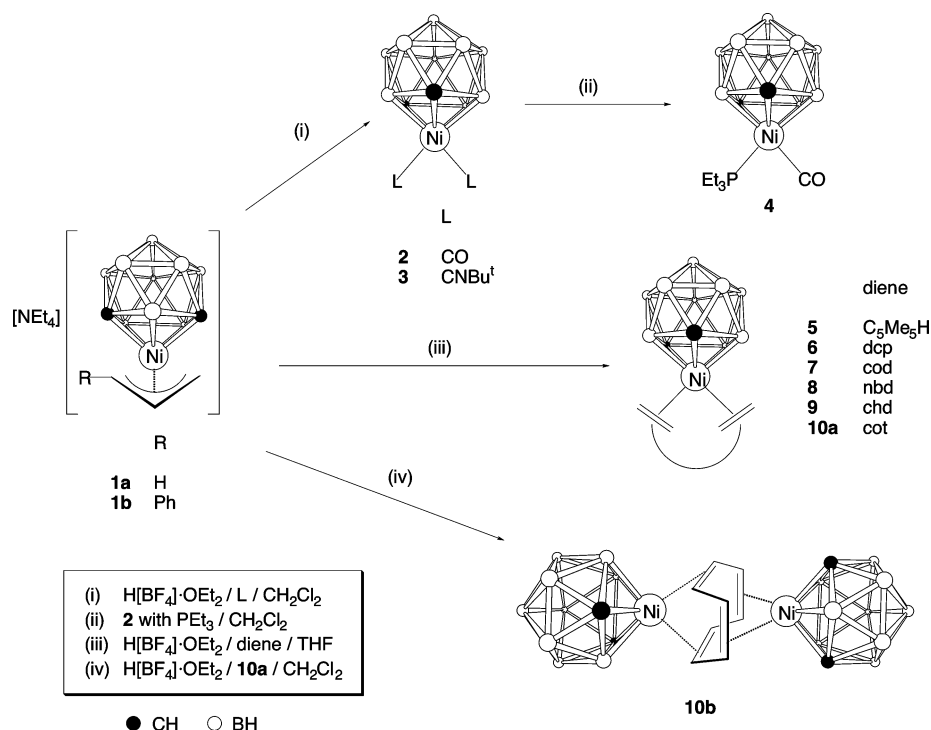 Ni
L L
L
2 CO
3 CNBuᵗ
(i)
(ii)
Ni
Et₃P CO
4
[NEt₄]
Ni
R
R
1a H
1b Ph
(iii)
Ni
diene
5 C₅Me₅H
6 dcp
7 cod
8 nbd
9 chd
10a cot
(iv)
Ni Ni
10b
(i) H[BF₄]·OEt₂ / L / CH₂Cl₂
(ii) 2 with PEt₃ / CH₂Cl₂
(iii) H[BF₄]·OEt₂ / diene / THF
(iv) H[BF₄]·OEt₂ / 10a / CH₂Cl₂
CH BH